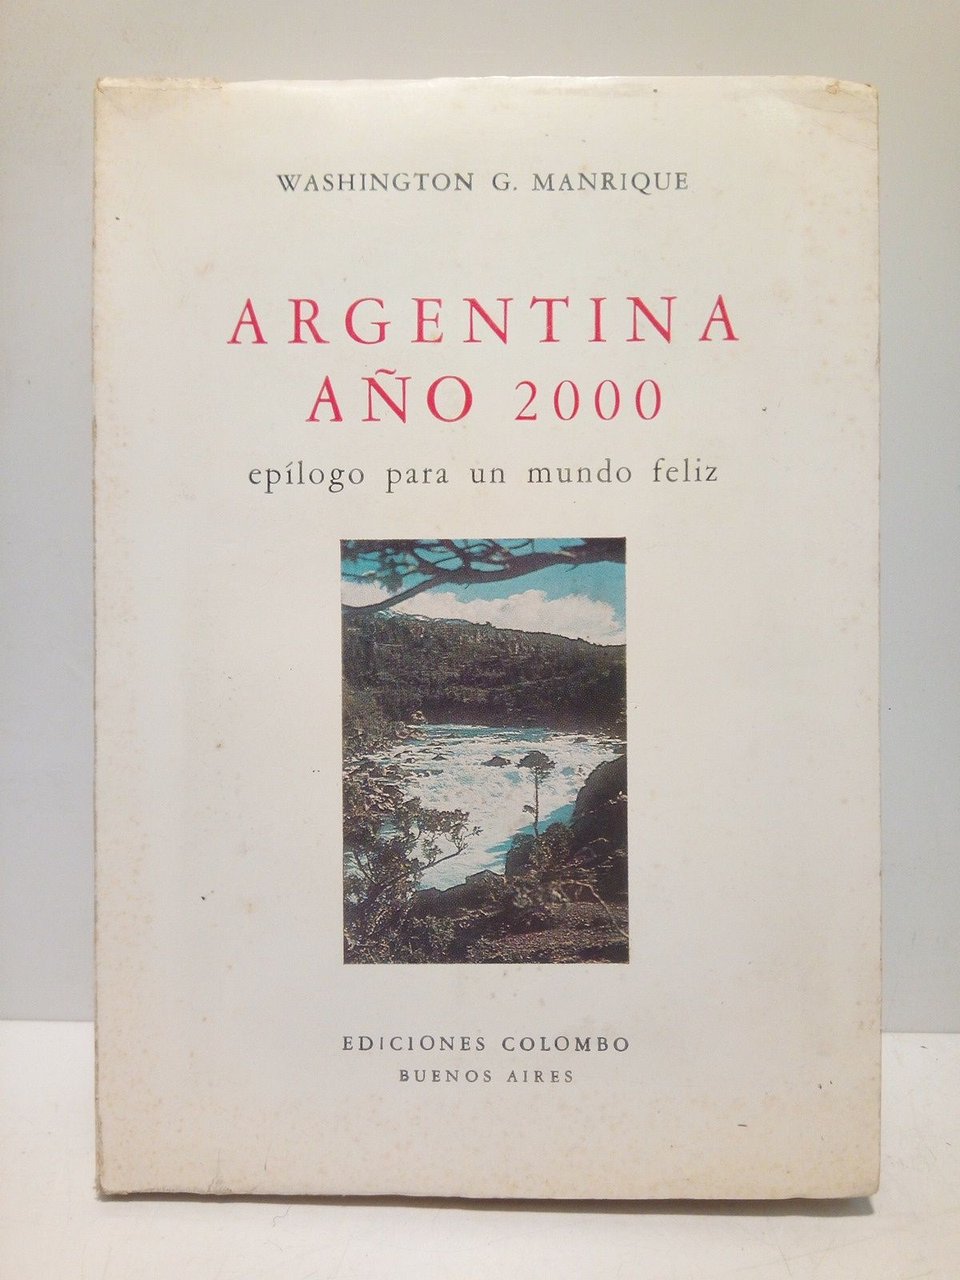 WASHINGTON G. MANRIQUE
ARGENTINA
AÑO 2000
epílogo para un mundo feliz
EDICIONES COLOMBO
BUENOS AIRES